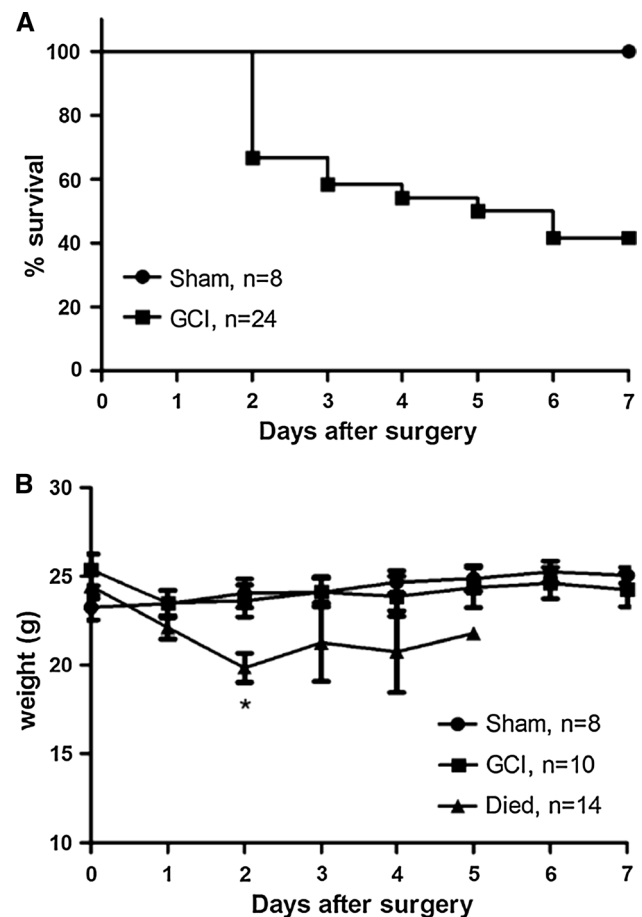 A
100
80
60
40
20
0
% survival
Sham, n=8
GCI, n=24
0 1 2 3 4 5 6 7
Days after surgery
B
30
25
20
15
10
weight (g)
*
Sham, n=8
GCI, n=10
Died, n=14
0 1 2 3 4 5 6 7
Days after surgery